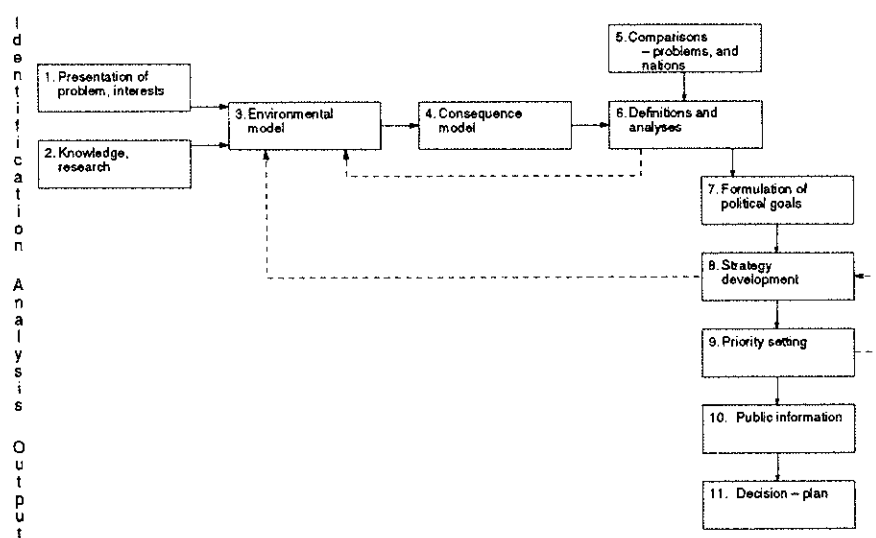 Identification Analysis Output
1. Presentation of
problem, interests
2. Knowledge,
research
3. Environmental
model
4. Consequence
model
5. Comparisons
– problems, and
nations
6. Definitions and
analyses
7. Formulation of
political goals
8. Strategy
development
9. Priority setting
10. Public information
11. Decision – plan